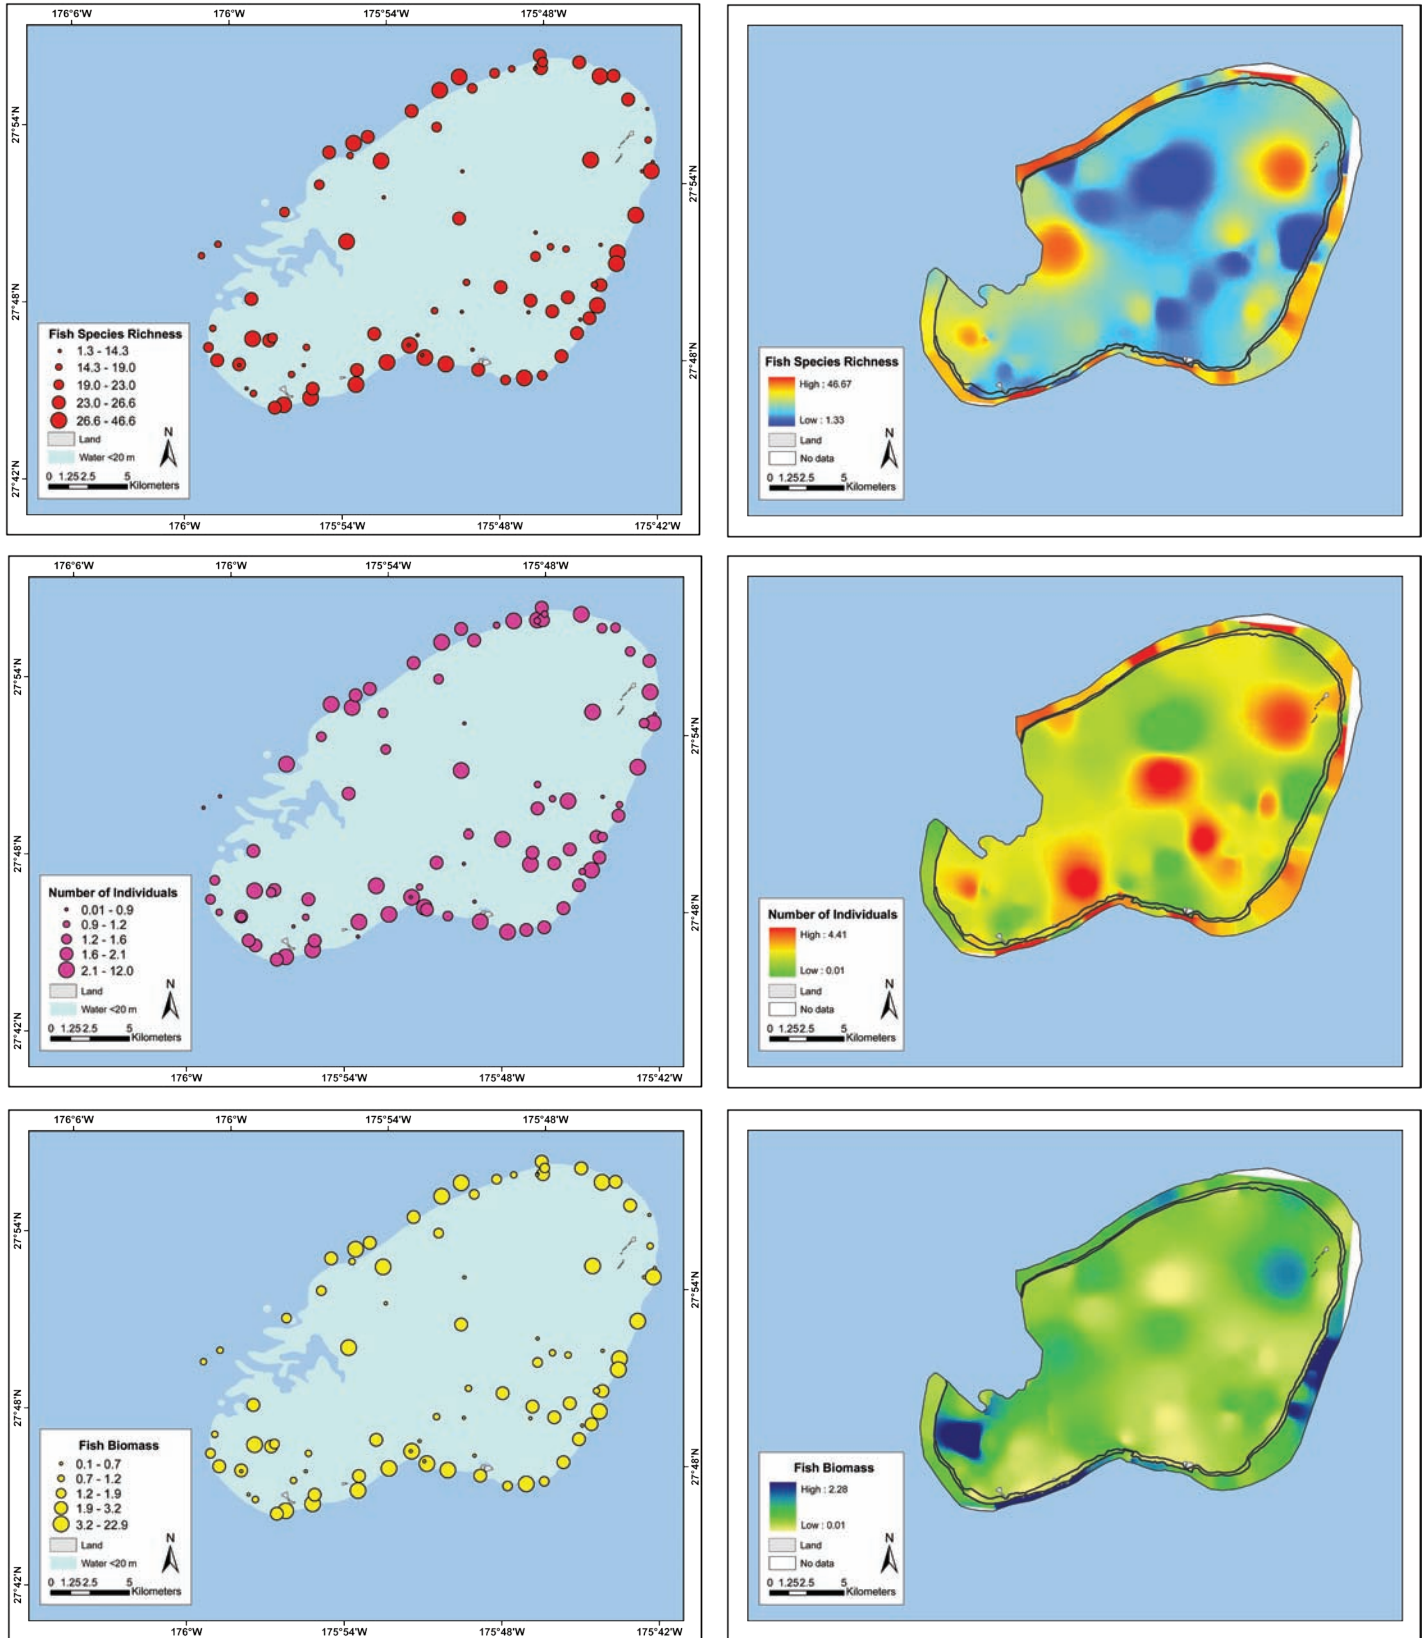 176°6'W 176°W 175°54'W 175°48'W
27°54'N
27°54'N
27°48'N
27°48'N
27°42'N
Fish Species Richness
1.3 - 14.3
14.3 - 19.0
19.0 - 23.0
23.0 - 26.6
26.6 - 46.6
Land
Water <20 m
N
0 1.25 2.5 5
Kilometers
176°W 175°54'W 175°48'W 175°42'W
Fish Species Richness
High : 46.67
Low : 1.33
Land
No data
N
0 1.25 2.5 5
Kilometers
176°6'W 176°W 175°54'W 175°48'W
27°54'N
27°54'N
27°48'N
27°48'N
27°42'N
Number of Individuals
0.01 - 0.9
0.9 - 1.2
1.2 - 1.6
1.6 - 2.1
2.1 - 12.0
Land
Water <20 m
N
0 1.25 2.5 5
Kilometers
176°W 175°54'W 175°48'W 175°42'W
Number of Individuals
High : 4.41
Low : 0.01
Land
No data
N
0 1.25 2.5 5
Kilometers
176°6'W 176°W 175°54'W 175°48'W
27°54'N
27°54'N
27°48'N
27°48'N
27°42'N
Fish Biomass
0.1 - 0.7
0.7 - 1.2
1.2 - 1.9
1.9 - 3.2
3.2 - 22.9
Land
Water <20 m
N
0 1.25 2.5 5
Kilometers
176°W 175°54'W 175°48'W 175°42'W
Fish Biomass
High : 2.28
Low : 0.01
Land
No data
N
0 1.25 2.5 5
Kilometers